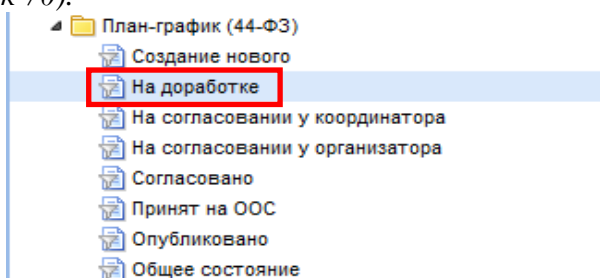 к 70).
План-график (44-ФЗ)
Создание нового
На доработке
На согласовании у координатора
На согласовании у организатора
Согласовано
Принят на ООС
Опубликовано
Общее состояние